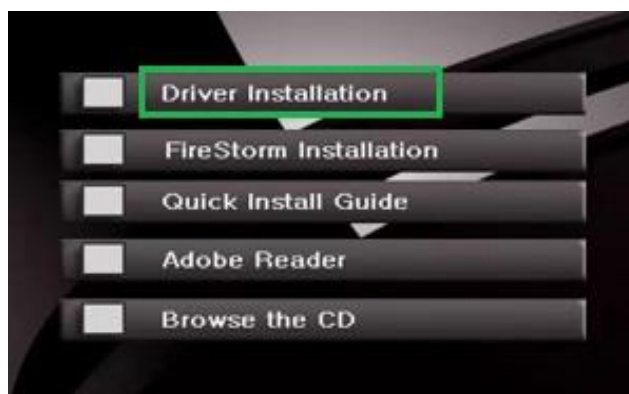 Driver Installation
FireStorm Installation
Quick Install Guide
Adobe Reader
Browse the CD